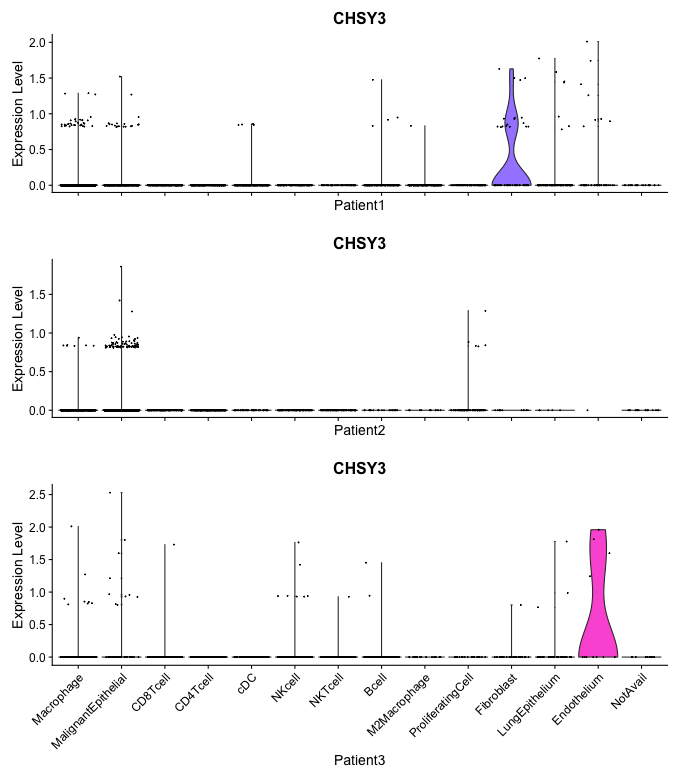 CHSY3
Expression Level
2.0
1.5
1.0
0.5
0.0
Patient1
CHSY3
Expression Level
1.5
1.0
0.5
0.0
Patient2
CHSY3
Expression Level
2.5
2.0
1.5
1.0
0.5
0.0
Macrophage
MalignantEpithelial
CD8Tcell
CD4Tcell
cDC
NKcell
NKTcell
Bcell
M2Macrophage
ProliferatingCell
Fibroblast
LungEpithelium
Endothelium
NotAvail
Patient3